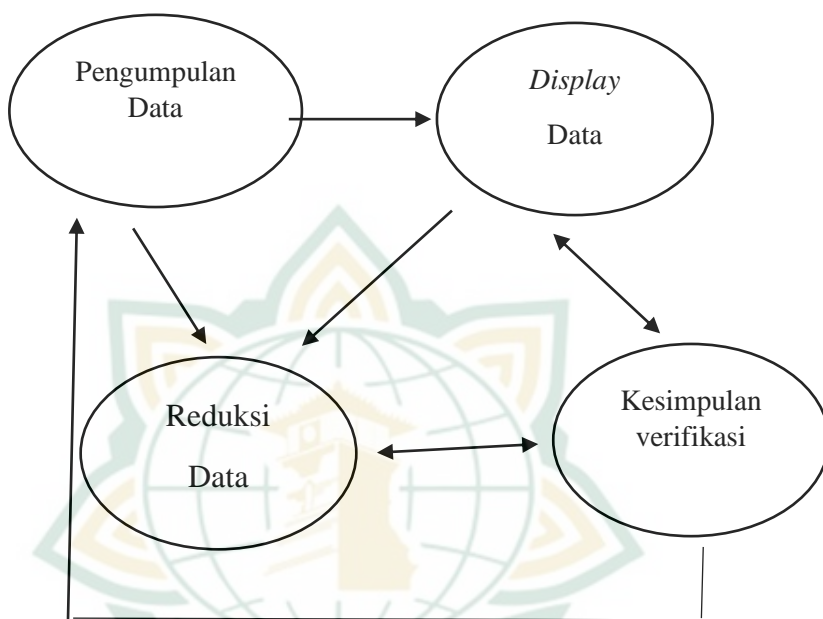 Pengumpulan
Data
Display
Data
Reduksi
Data
Kesimpulan
verifikasi